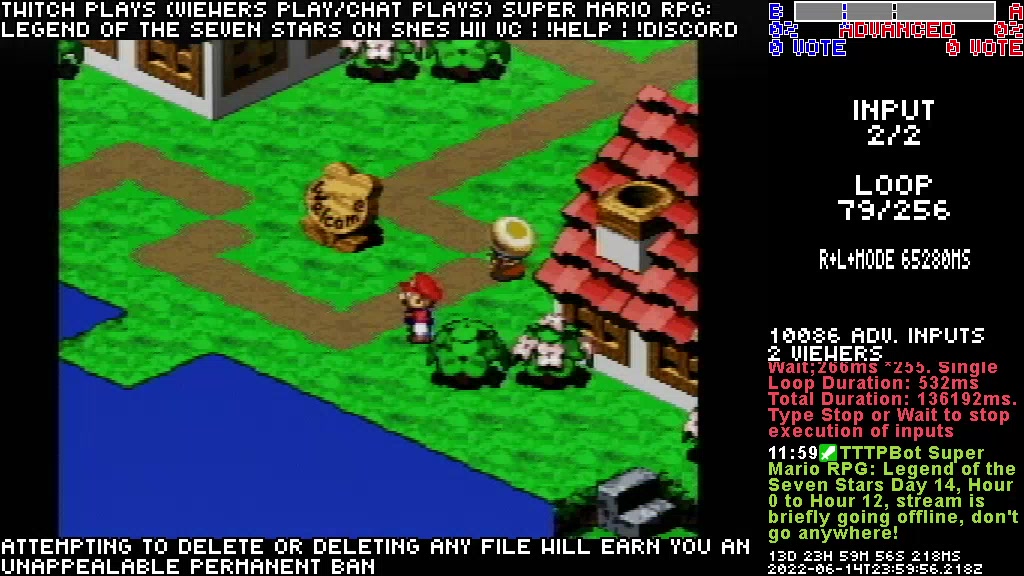 TWITCH PLAYS (VIEWERS PLAY/CHAT PLAYS) SUPER MARIO RPG:
LEGEND OF THE SEVEN STARS ON SNES WII VC ¦ !HELP ¦ !DISCORD
B A
0% ADVANCED 0%
0 VOTE 0 VOTE
INPUT
2/2
LOOP
79/256
R+L+MODE 65280MS
Welcome
10086 ADV. INPUTS
2 VIEWERS
Wait;266ms *255. Single
Loop Duration: 532ms
Total Duration: 136192ms.
Type Stop or Wait to stop
execution of inputs
11:59 TTTPBot Super
Mario RPG: Legend of the
Seven Stars Day 14, Hour
0 to Hour 12, stream is
briefly going offline, don't
go anywhere!
ATTEMPTING TO DELETE OR DELETING ANY FILE WILL EARN YOU AN
UNAPPEALABLE PERMANENT BAN
13D 23H 59M 56S 218MS
2022-06-14T23:59:56.218Z